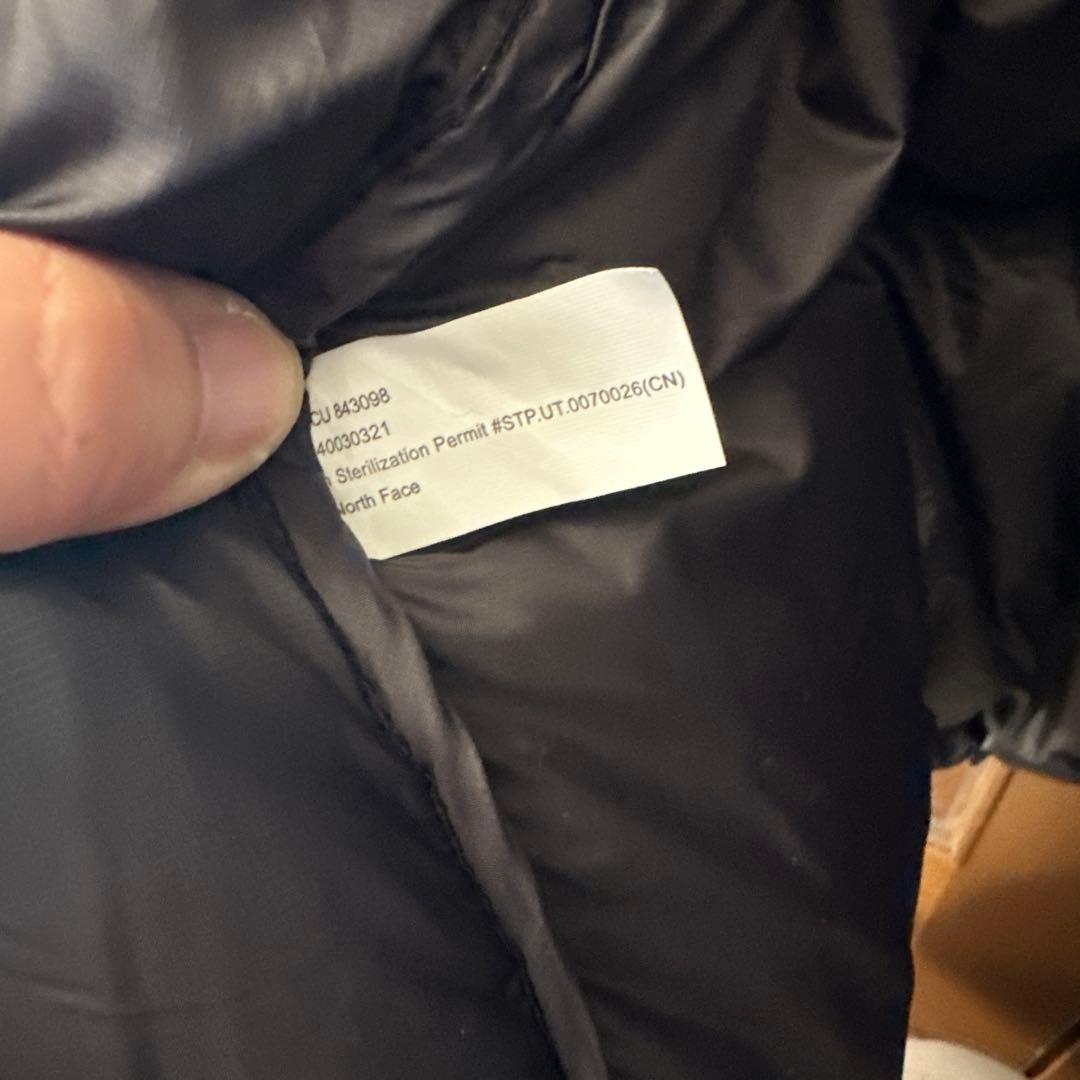 CU 843098
40030321
Sterilization Permit #STP.UT.0070026(CN)
North Face